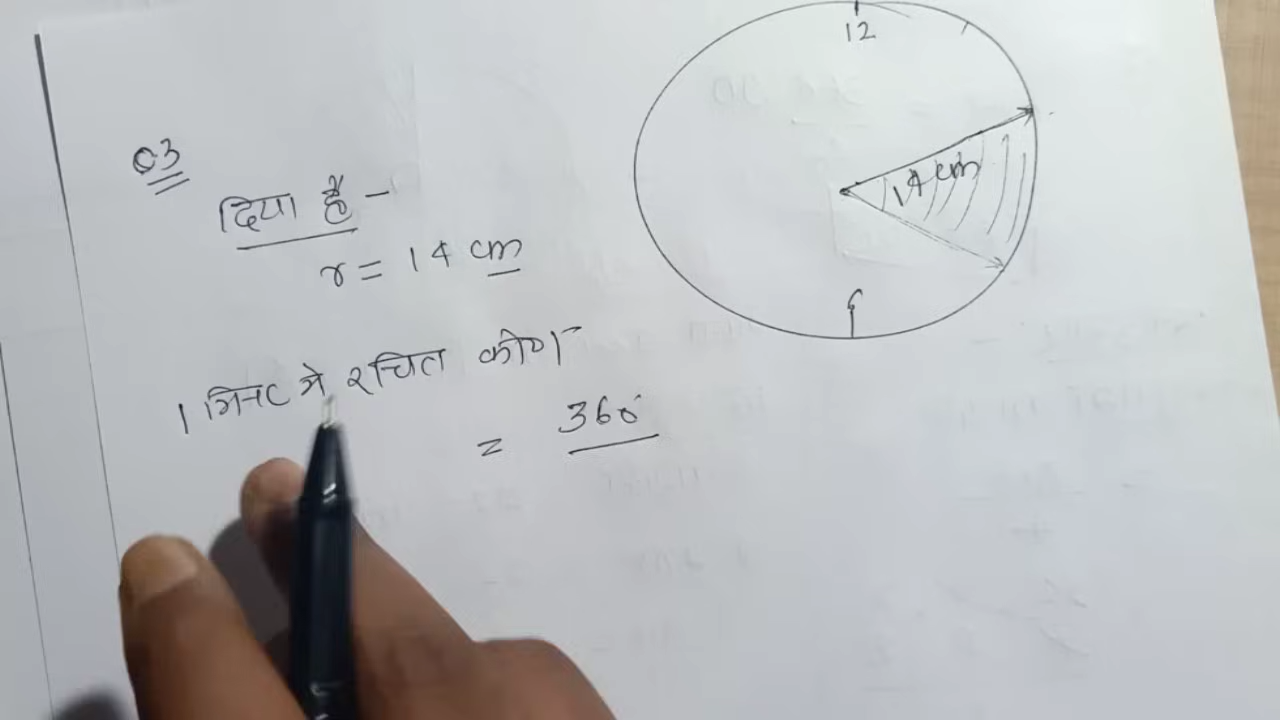 Q3
दिया है -
r = 14 cm
1 मिनट मे रचित कोण
= 360°
12
14 cm
6